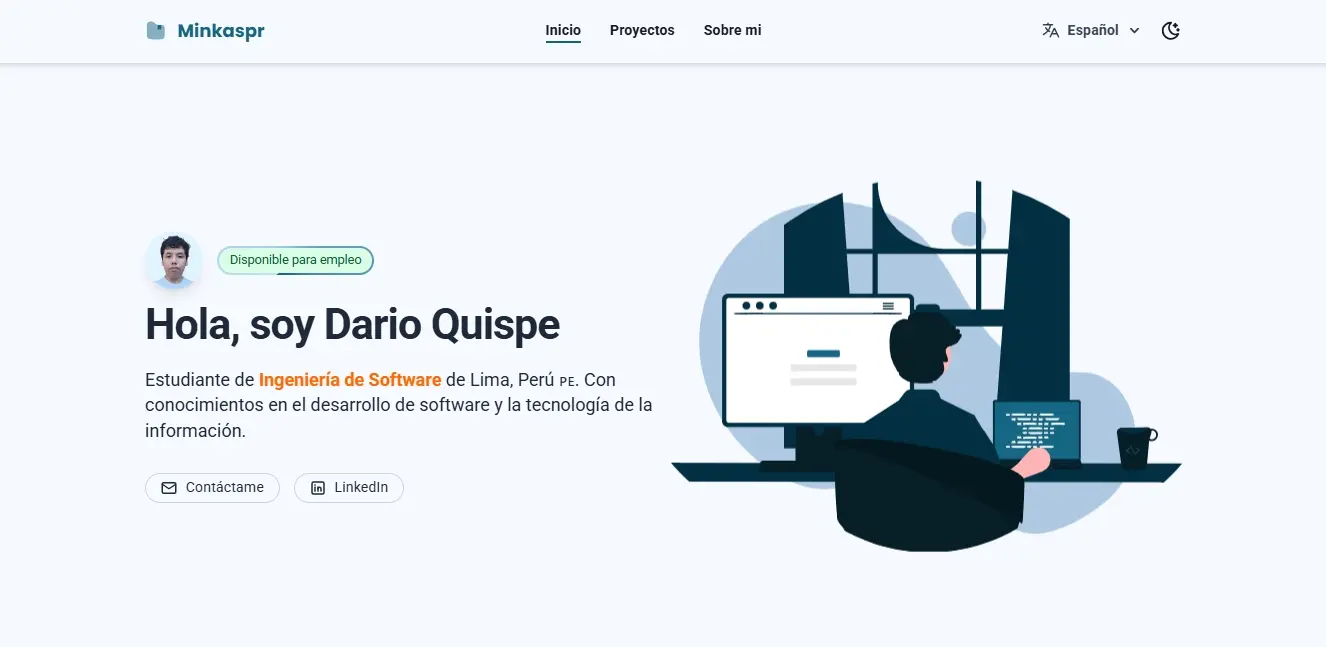 Minkaspr
Inicio
Proyectos
Sobre mi
Español
Disponible para empleo
Hola, soy Dario Quispe
Estudiante de Ingeniería de Software de Lima, Perú PE. Con
conocimientos en el desarrollo de software y la tecnología de la
información.
Contáctame
LinkedIn